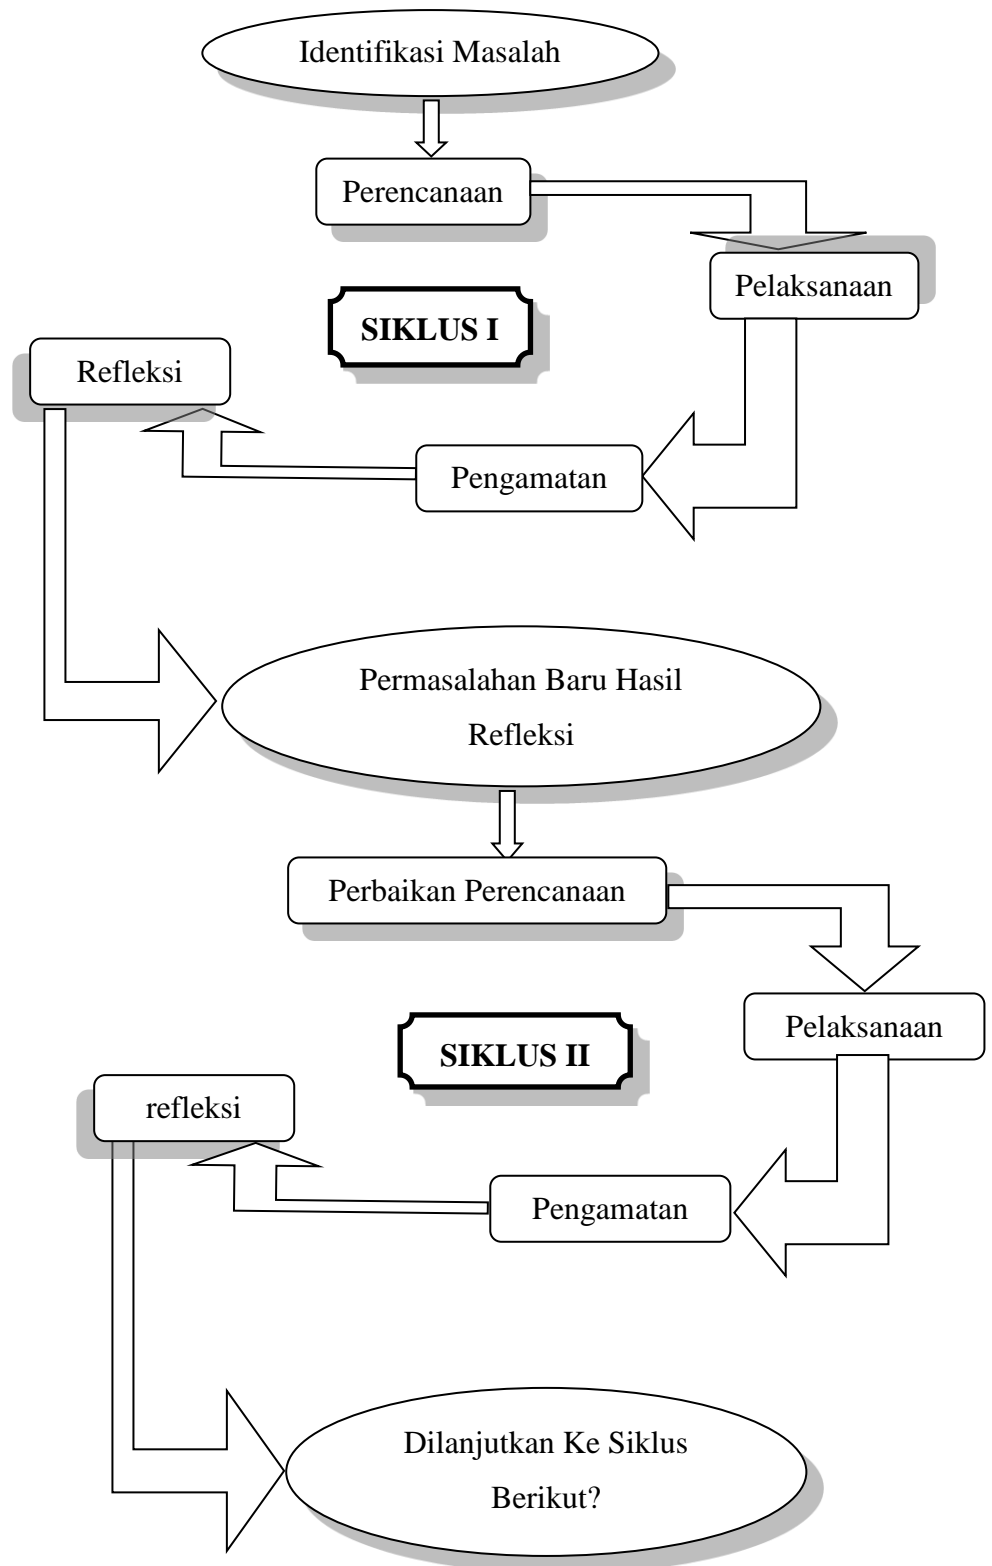 Identifikasi Masalah
Perencanaan
Pelaksanaan
SIKLUS I
Refleksi
Pengamatan
Permasalahan Baru Hasil
Refleksi
Perbaikan Perencanaan
Pelaksanaan
SIKLUS II
refleksi
Pengamatan
Dilanjutkan Ke Siklus
Berikut?